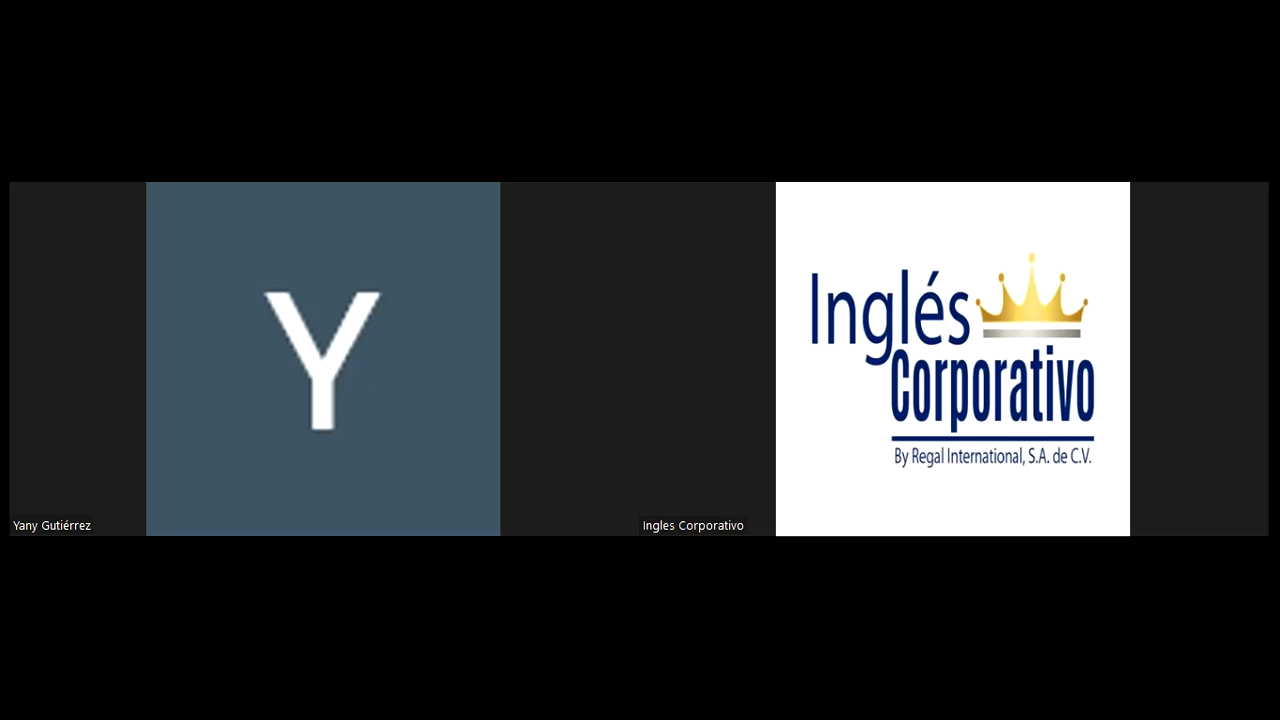 Y
Yany Gutiérrez
Inglés
Corporativo
By Regal International, S.A. de C.V.
Ingles Corporativo